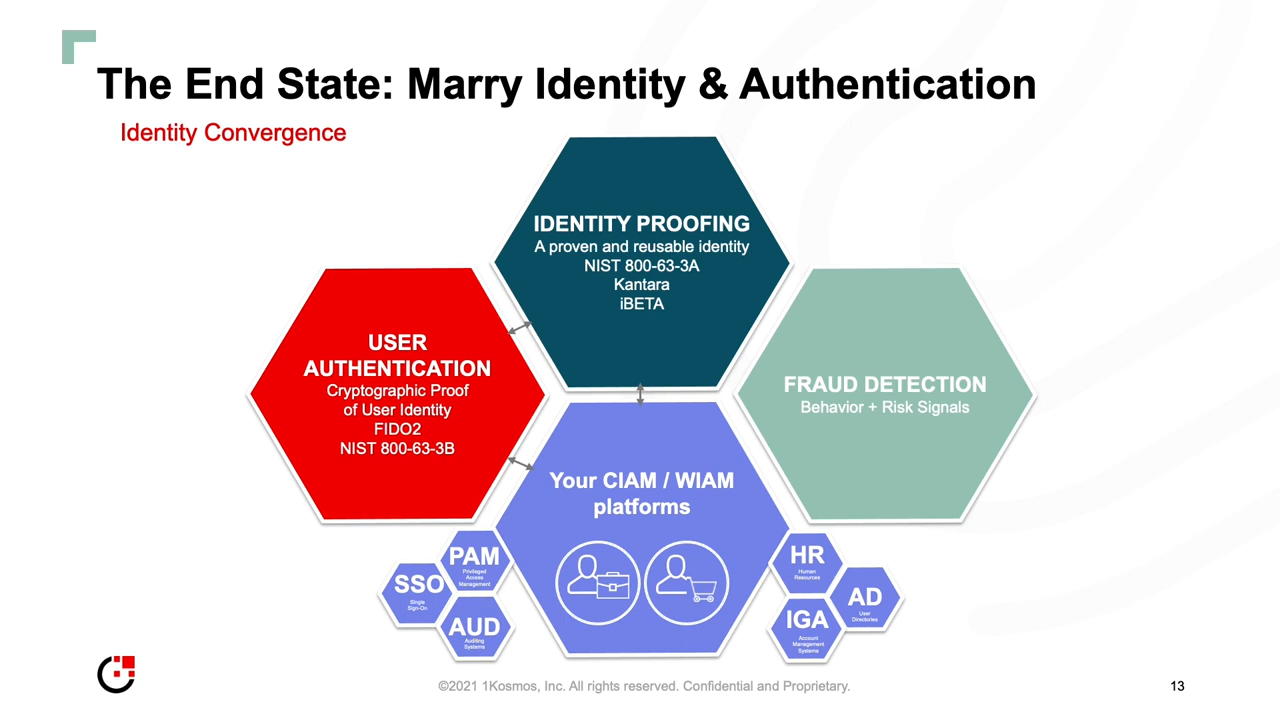 The End State: Marry Identity & Authentication
Identity Convergence
IDENTITY PROOFING
A proven and reusable identity
NIST 800-63-3A
Kantara
iBETA
USER
AUTHENTICATION
Cryptographic Proof
of User Identity
FIDO2
NIST 800-63-3B
FRAUD DETECTION
Behavior + Risk Signals
Your CIAM / WIAM
platforms
PAM
Privileged
Access
Management
SSO
Single
Sign-On
AUD
Auditing
Systems
HR
Human
Resources
AD
User
Directories
IGA
Account
Management
Systems
©2021 1Kosmos, Inc. All rights reserved. Confidential and Proprietary.
13